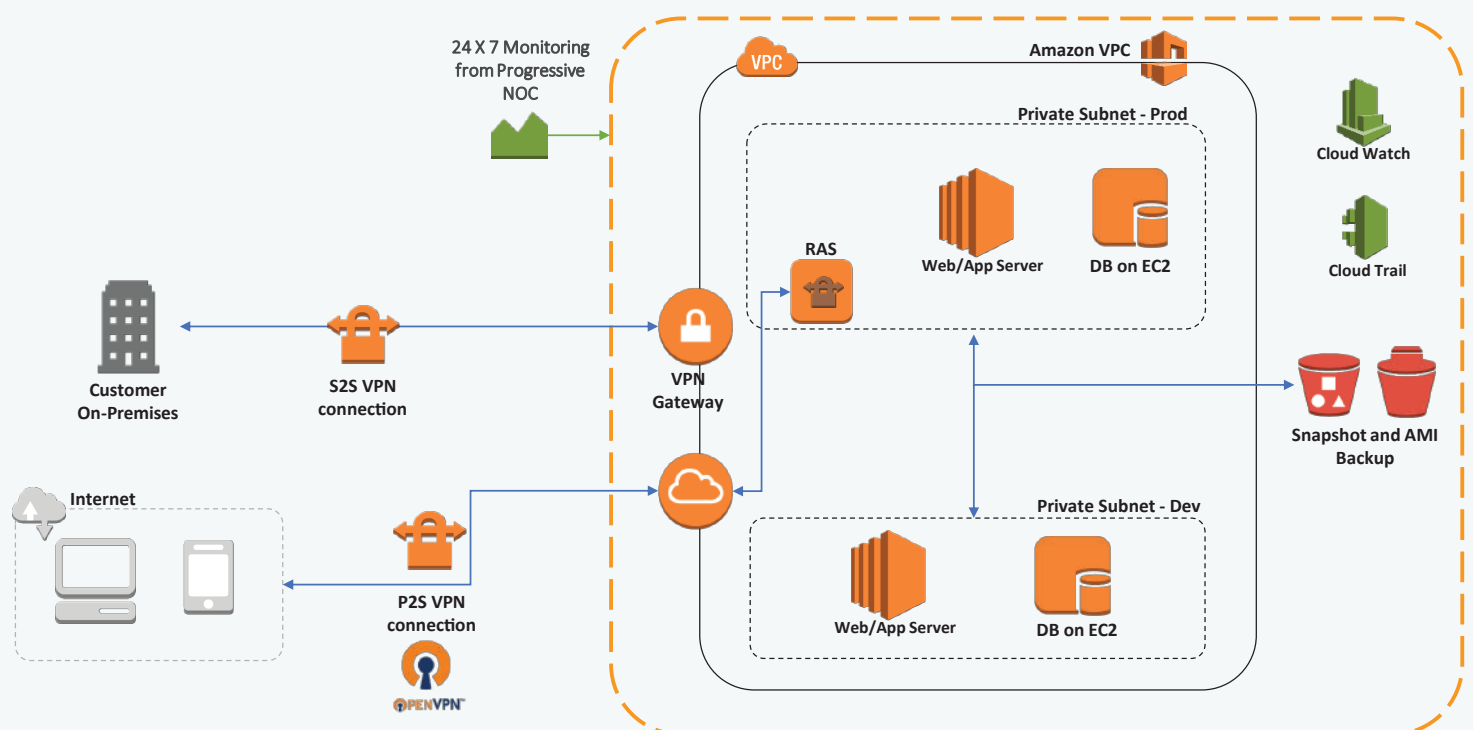 24 X 7 Monitoring
from Progressive
NOC
VPC
Amazon VPC
Private Subnet - Prod
Cloud Watch
Web/App Server
DB on EC2
RAS
Cloud Trail
Customer
On-Premises
S2S VPN
connection
VPN
Gateway
Snapshot and AMI
Backup
Internet
Private Subnet - Dev
P2S VPN
connection
Web/App Server
DB on EC2
OPENVPN™